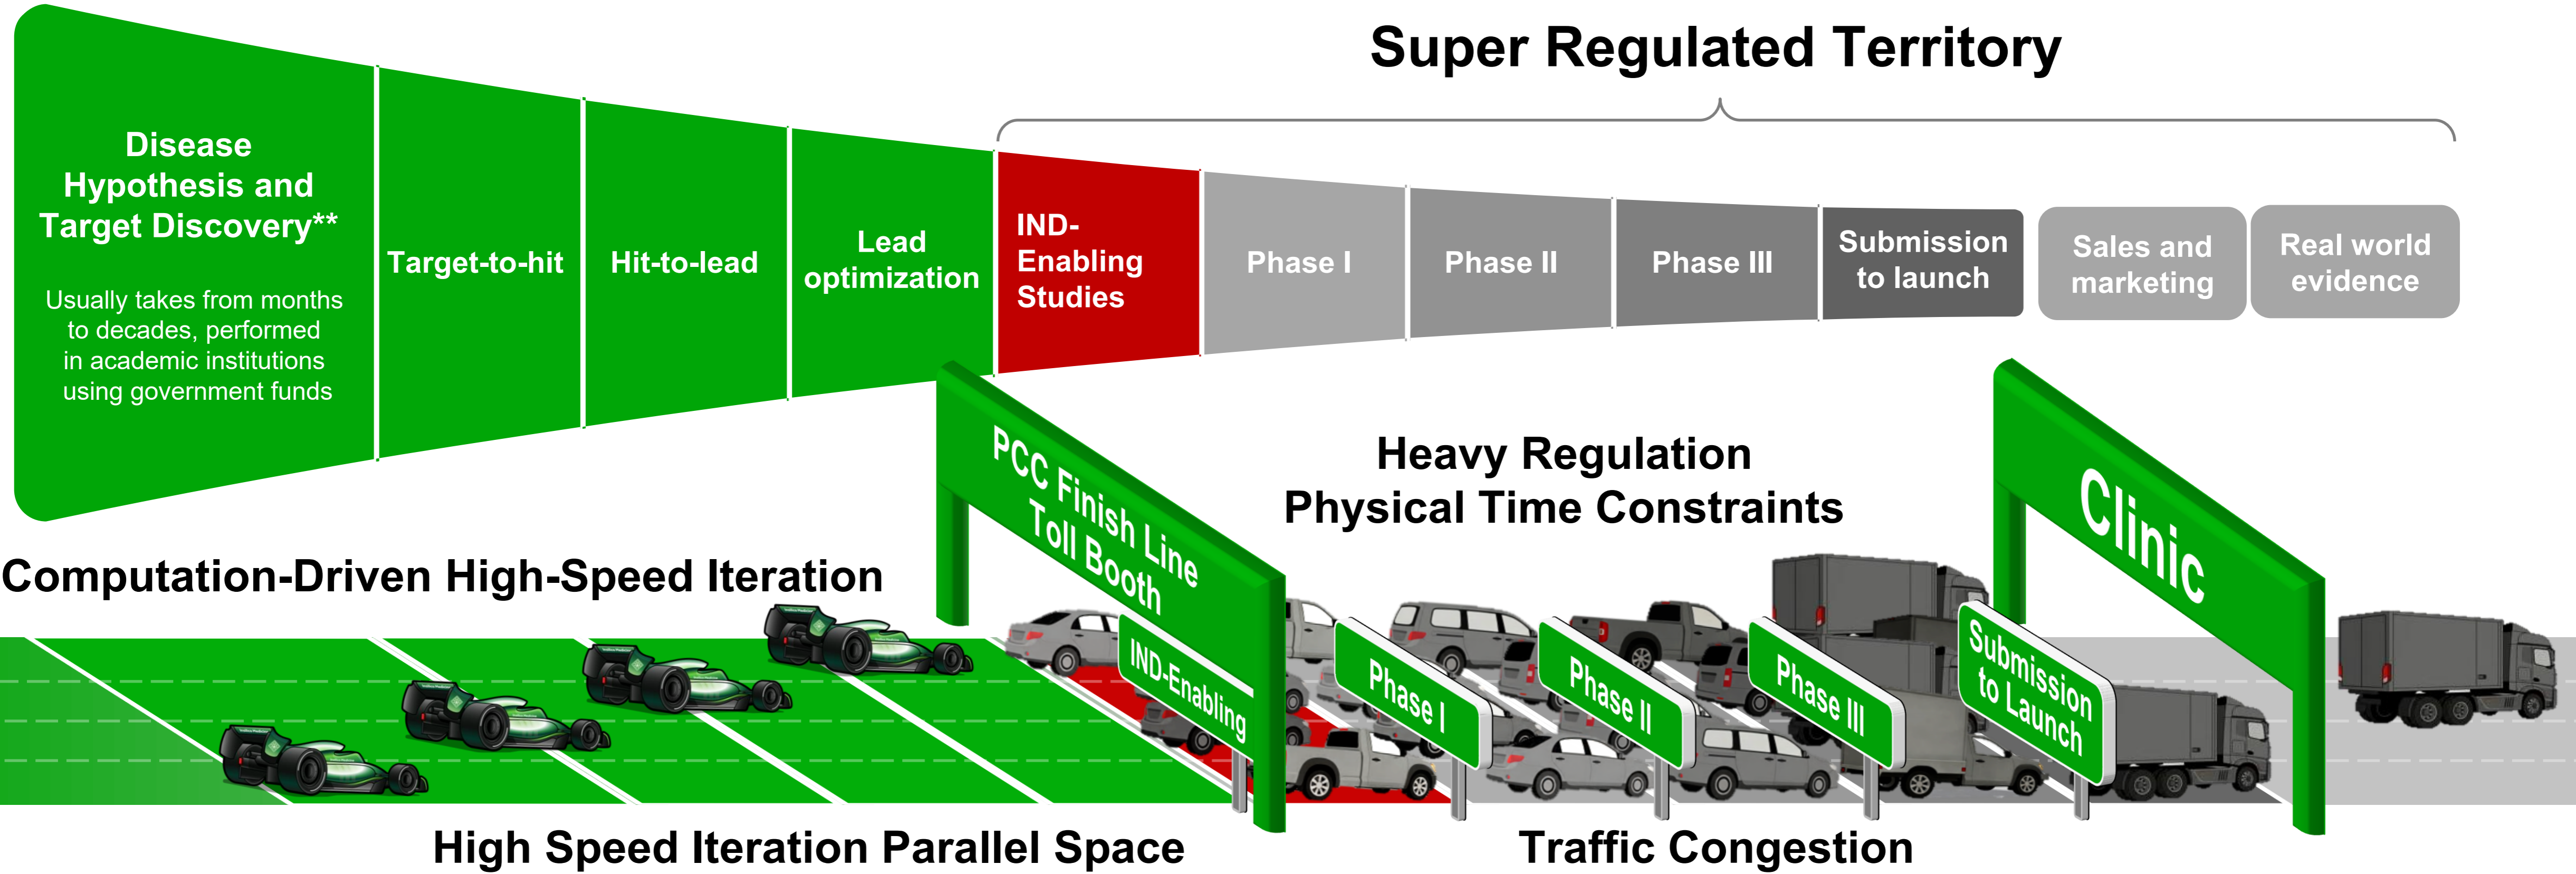 Super Regulated Territory
Disease
Hypothesis and
Target Discovery**
Usually takes from months
to decades, performed
in academic institutions
using government funds
Target-to-hit
Hit-to-lead
Lead
optimization
IND-
Enabling
Studies
Phase I
Phase II
Phase III
Submission
to launch
Sales and
marketing
Real world
evidence
Heavy Regulation
Physical Time Constraints
Computation-Driven High-Speed Iteration
PCC Finish Line
Toll Booth
Clinic
IND-Enabling
Phase I
Phase II
Phase III
Submission
to Launch
High Speed Iteration Parallel Space
Traffic Congestion